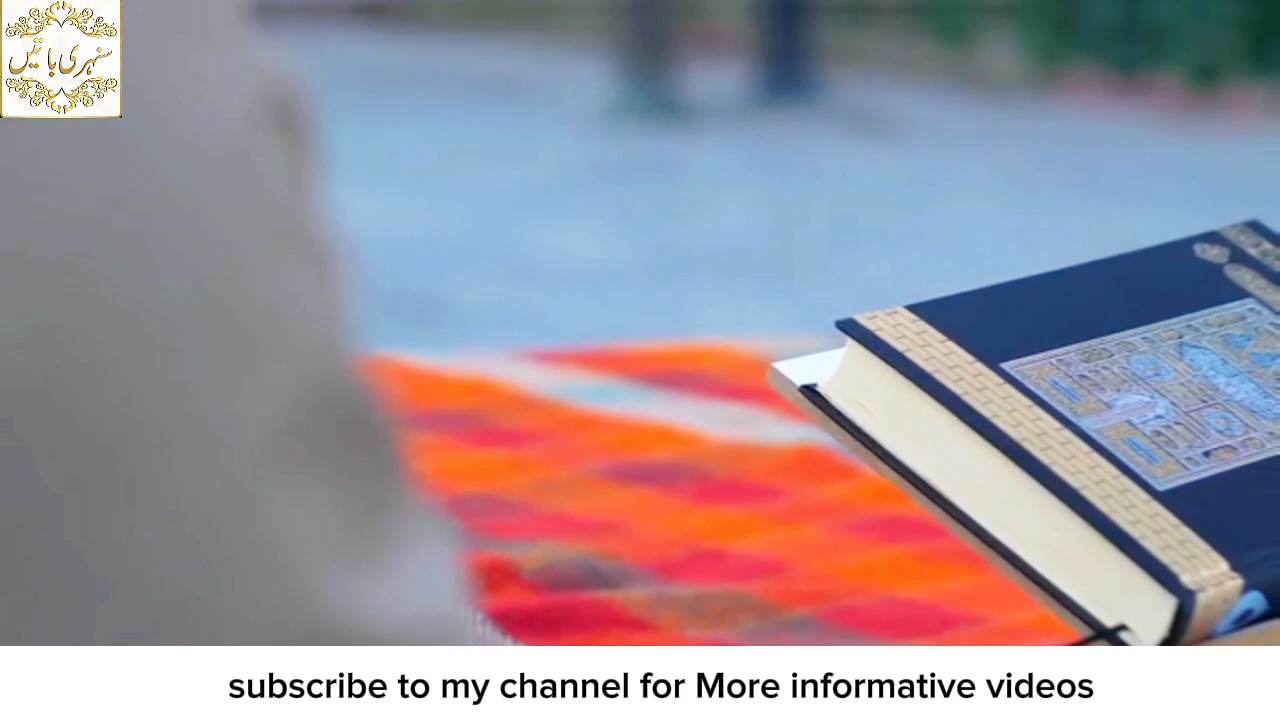 سنہری باتیں
subscribe to my channel for More informative videos